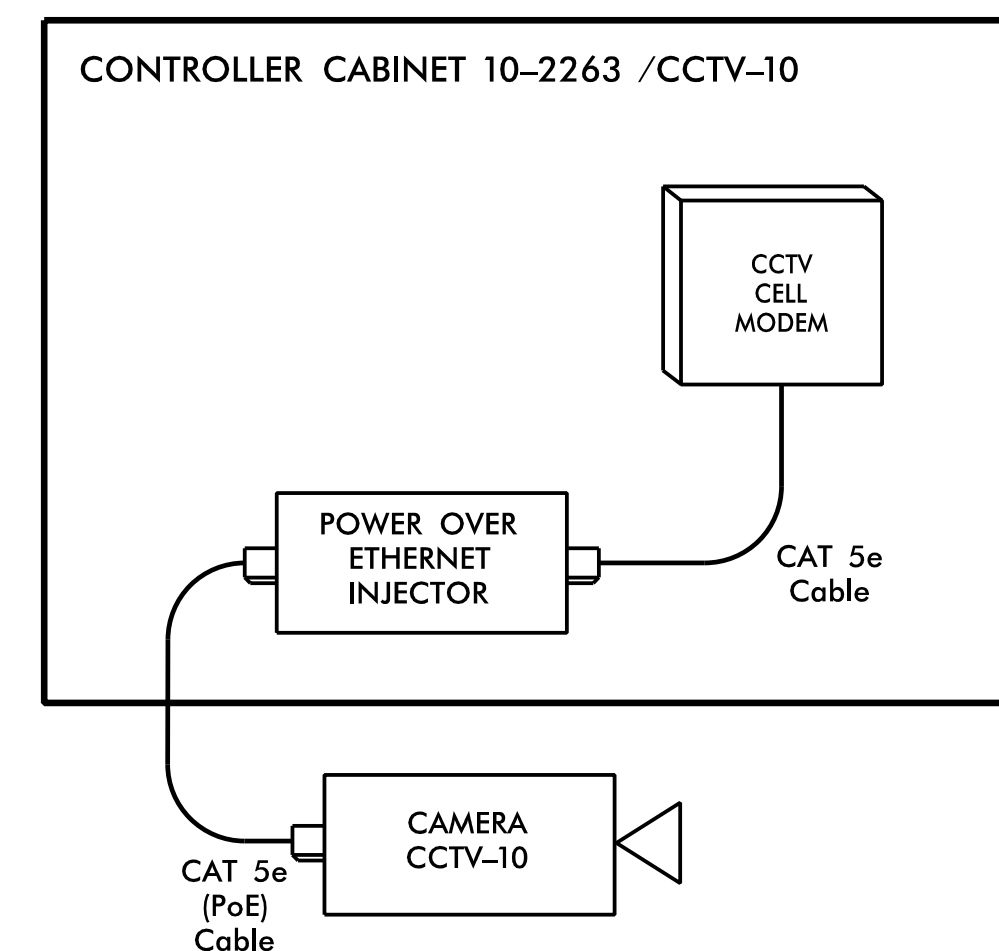 CONTROLLER CABINET 10–2263 /CCTV–10
CCTV
CELL
MODEM
POWER OVER
ETHERNET
INJECTOR
CAT 5e
Cable
CAMERA
CCTV–10
CAT 5e
(PoE)
Cable